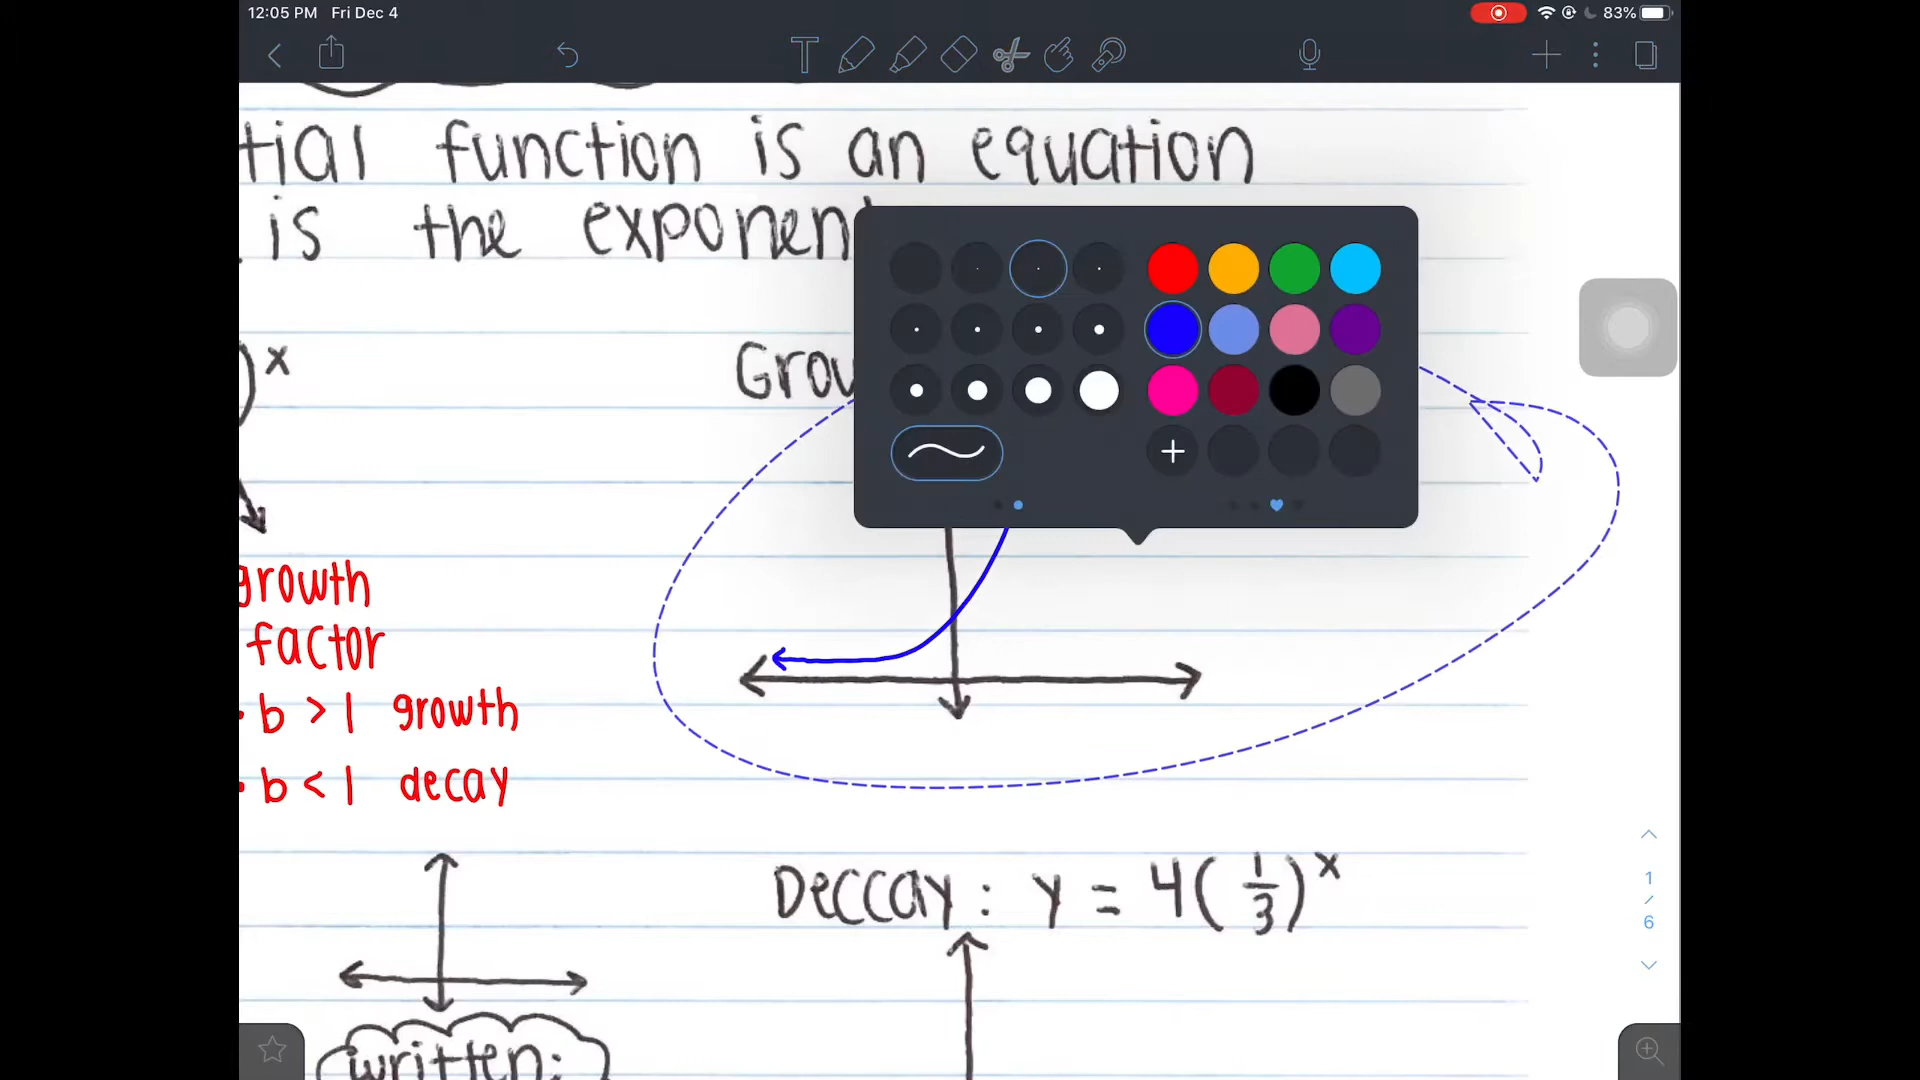 12:05 PM Fri Dec 4
83%
tial function is an equation
is the exponen
)^x
Grow
growth
factor
• b > 1 growth
• b < 1 decay
Deccay: y = 4(1/3)^x
1
/
6
written: